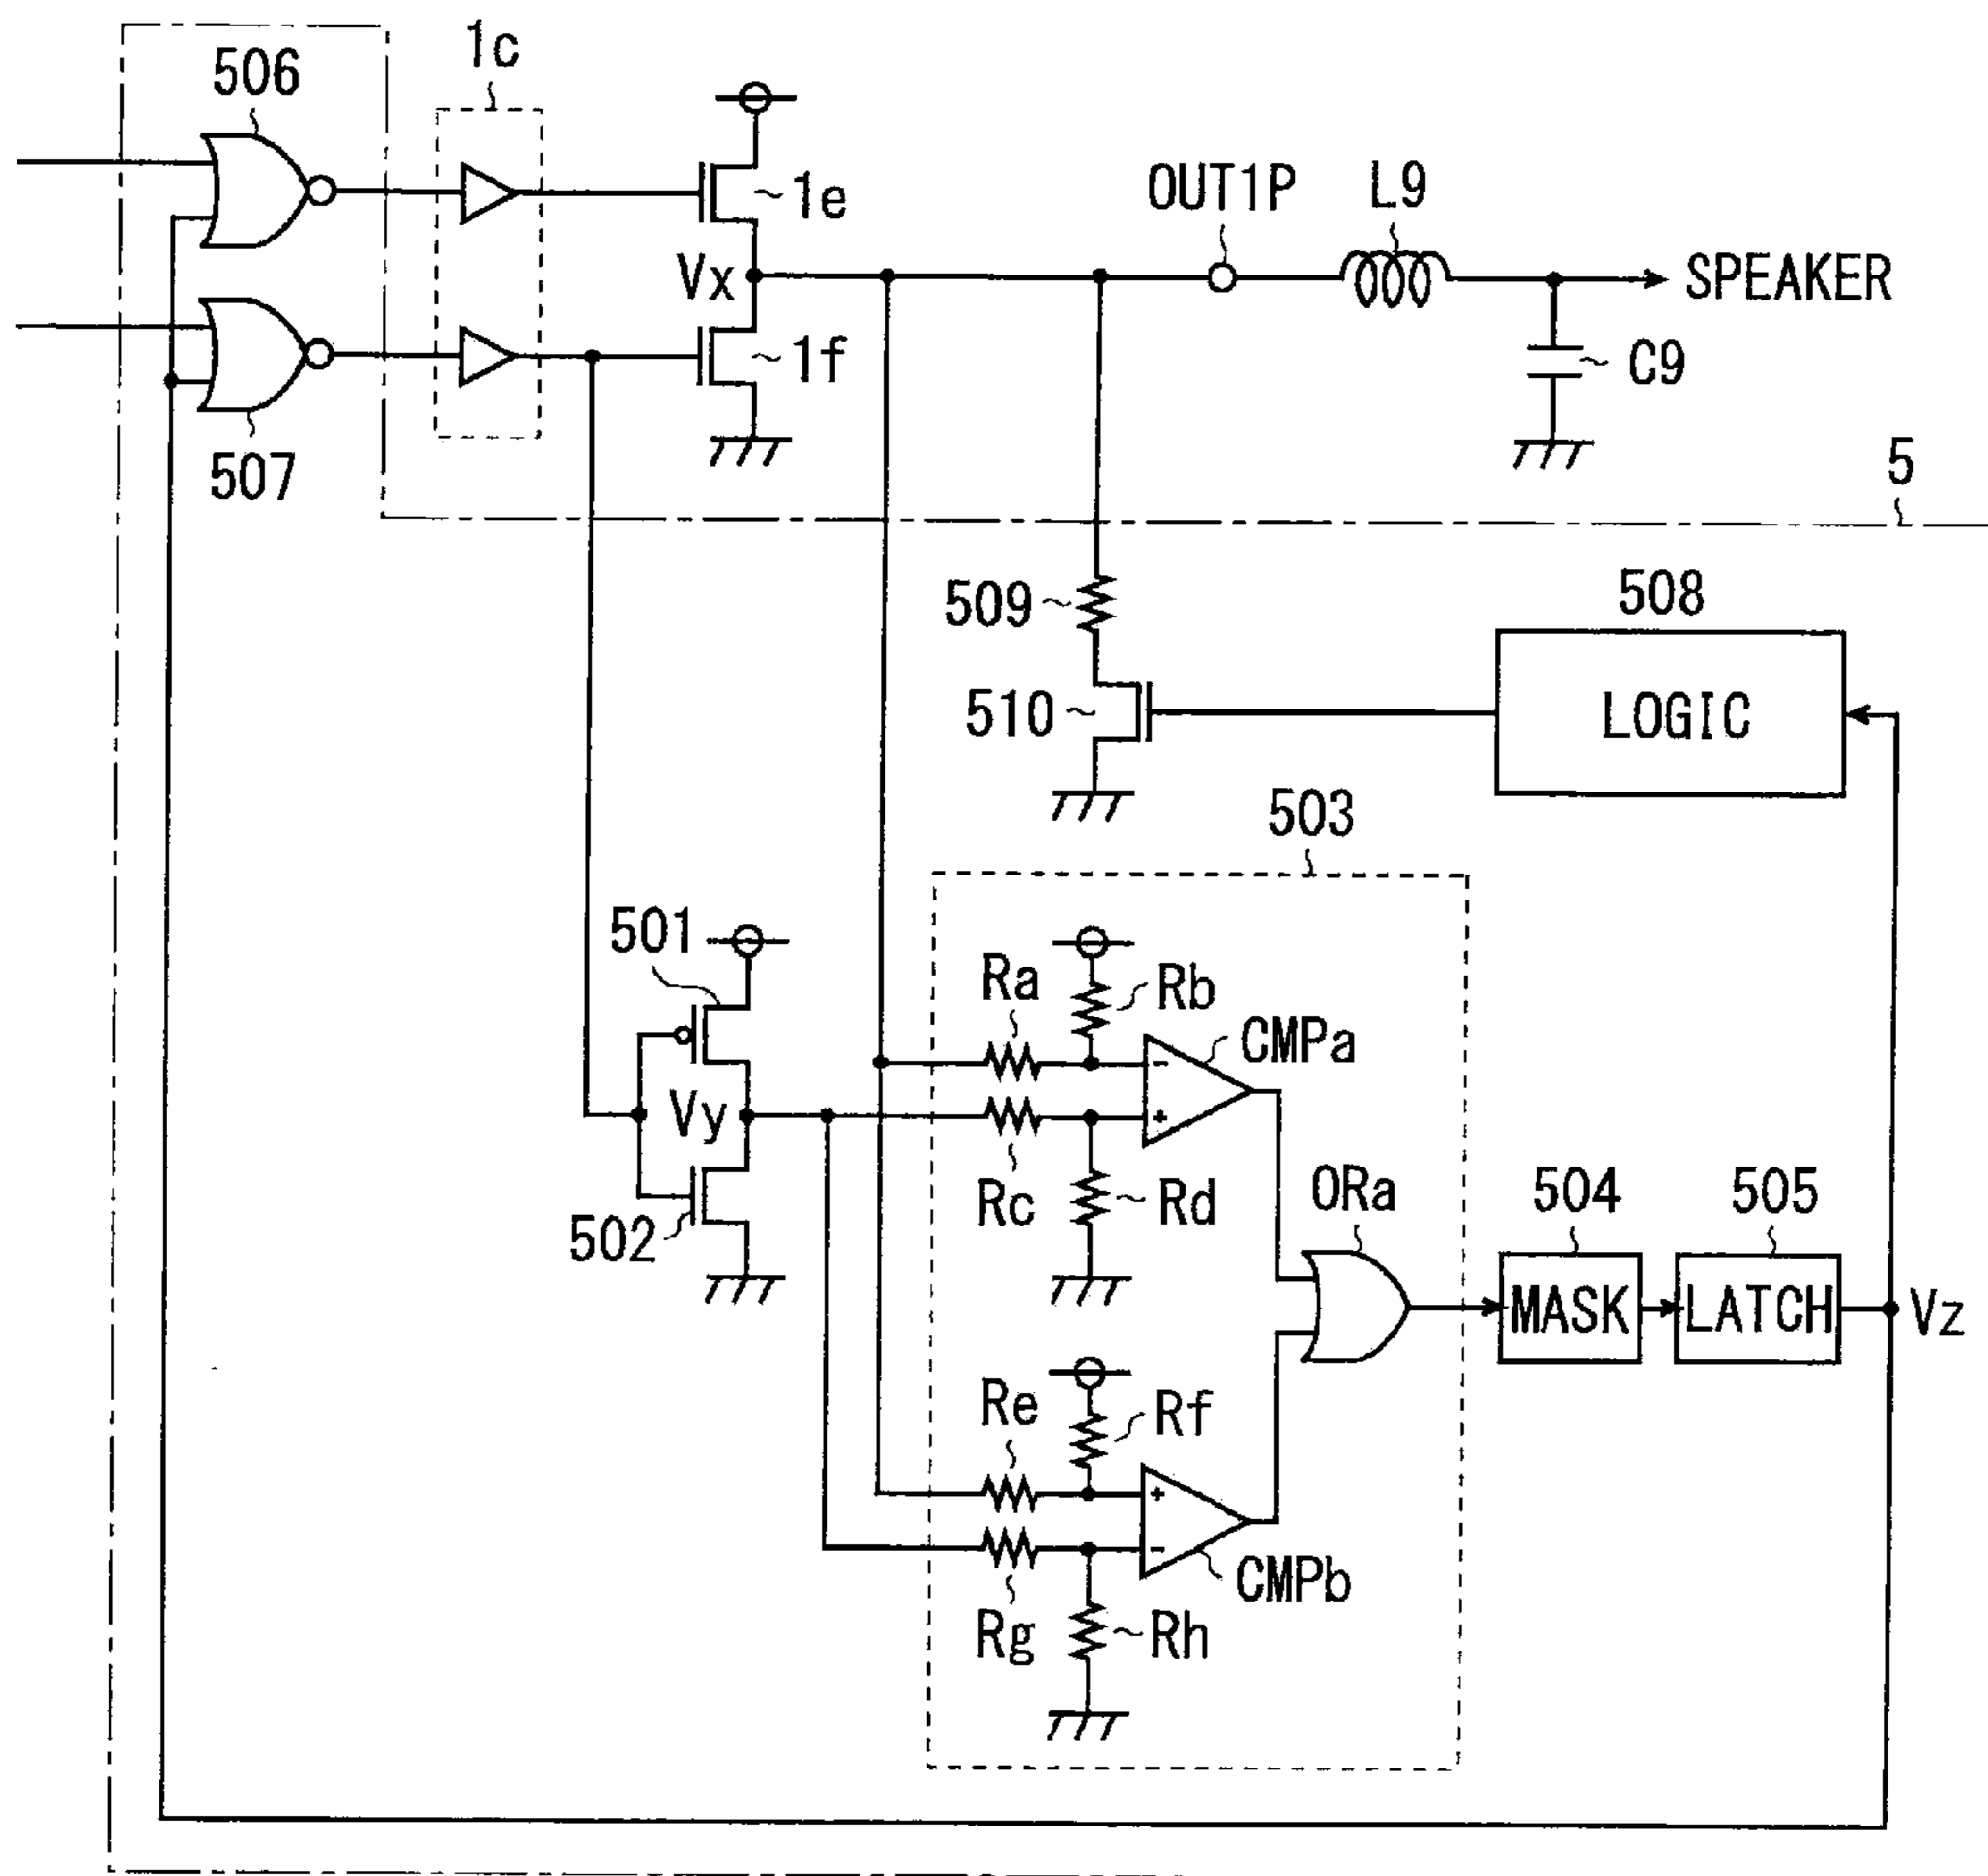 506
1c
1e
OUT1P
L9
Vx
SPEAKER
1f
C9
507
5
509
508
510
LOGIC
503
501
Ra
Rb
CMPa
-
Vy
+
Rc
Rd
ORa
504
505
502
MASK
LATCH
Vz
Re
Rf
+
-
CMPb
Rg
Rh